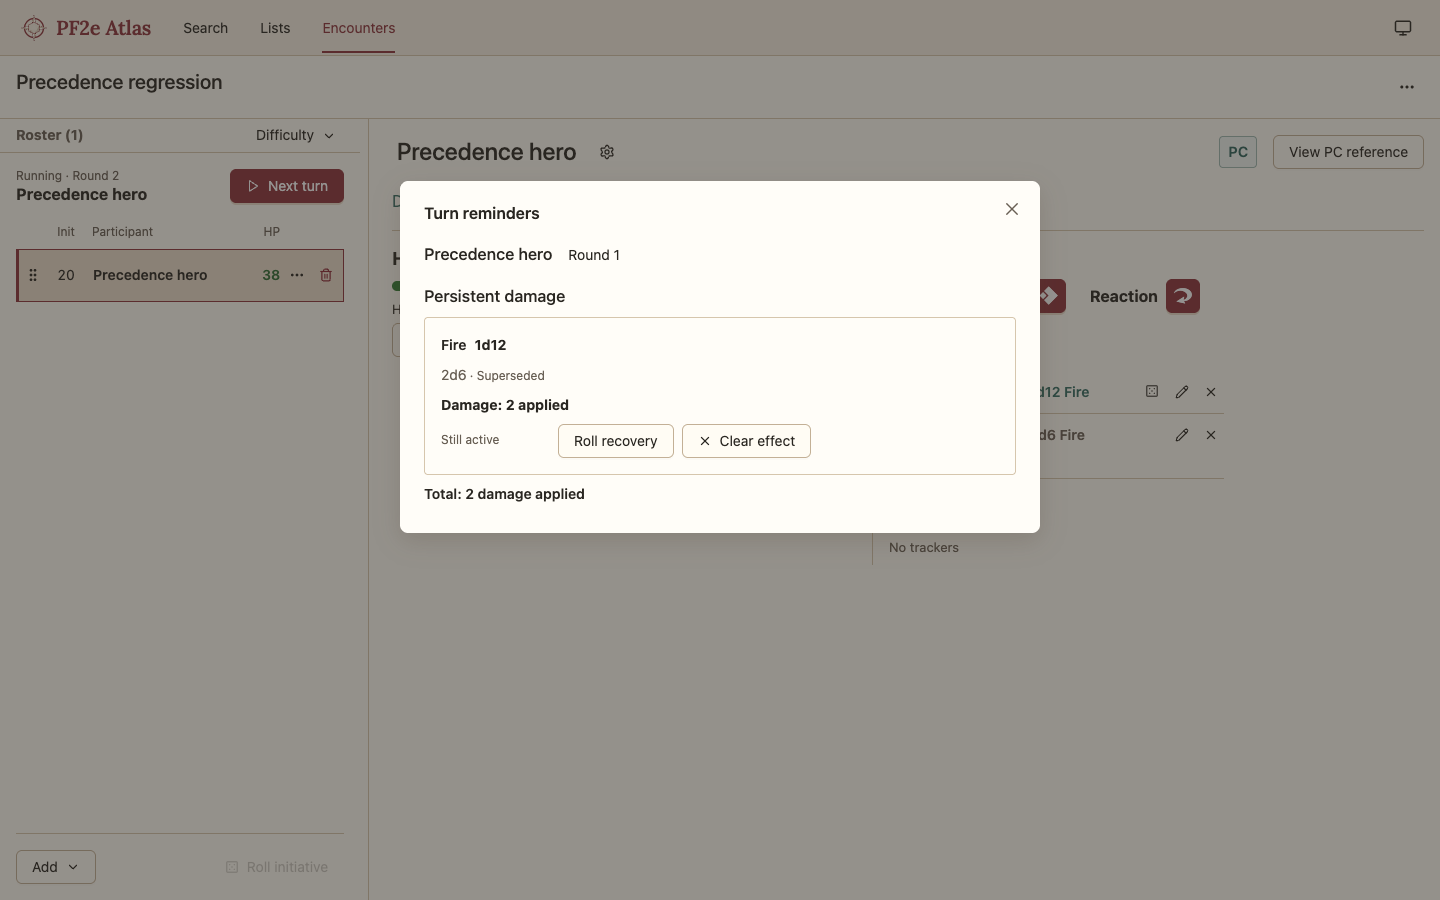 PF2e Atlas
Search
Lists
Encounters
Precedence regression
Roster (1)
Difficulty
Running · Round 2
Precedence hero
Next turn
Init
Participant
HP
20
Precedence hero
38
Add
Roll initiative
Precedence hero
PC
View PC reference
Reaction
d12 Fire
d6 Fire
No trackers
Turn reminders
Precedence hero
Round 1
Persistent damage
Fire 1d12
2d6 · Superseded
Damage: 2 applied
Still active
Roll recovery
Clear effect
Total: 2 damage applied